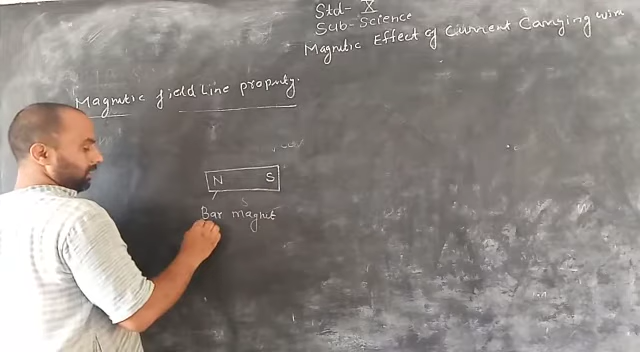 Std- X
Sub-Science
Magnetic Effect of Current Carrying wire
Magnetic field Line property.
N S
Bar magnet